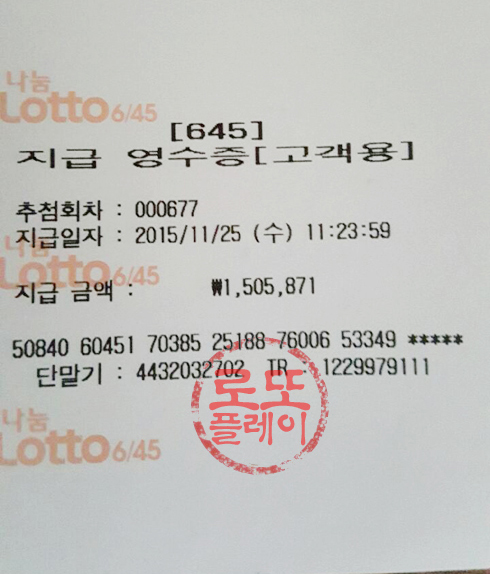 나눔
Lotto 6/45
[645]
지급 영수증[고객용]
추첨회차 : 000677
지급일자 : 2015/11/25 (수) 11:23:59
나눔
Lotto 6/45
지급 금액 : ₩1,505,871
50840 60451 70385 25188 76006 53349 *****
단말기 : 4432032702 TR : 1229979111
로또
플레이
나눔
Lotto 6/45